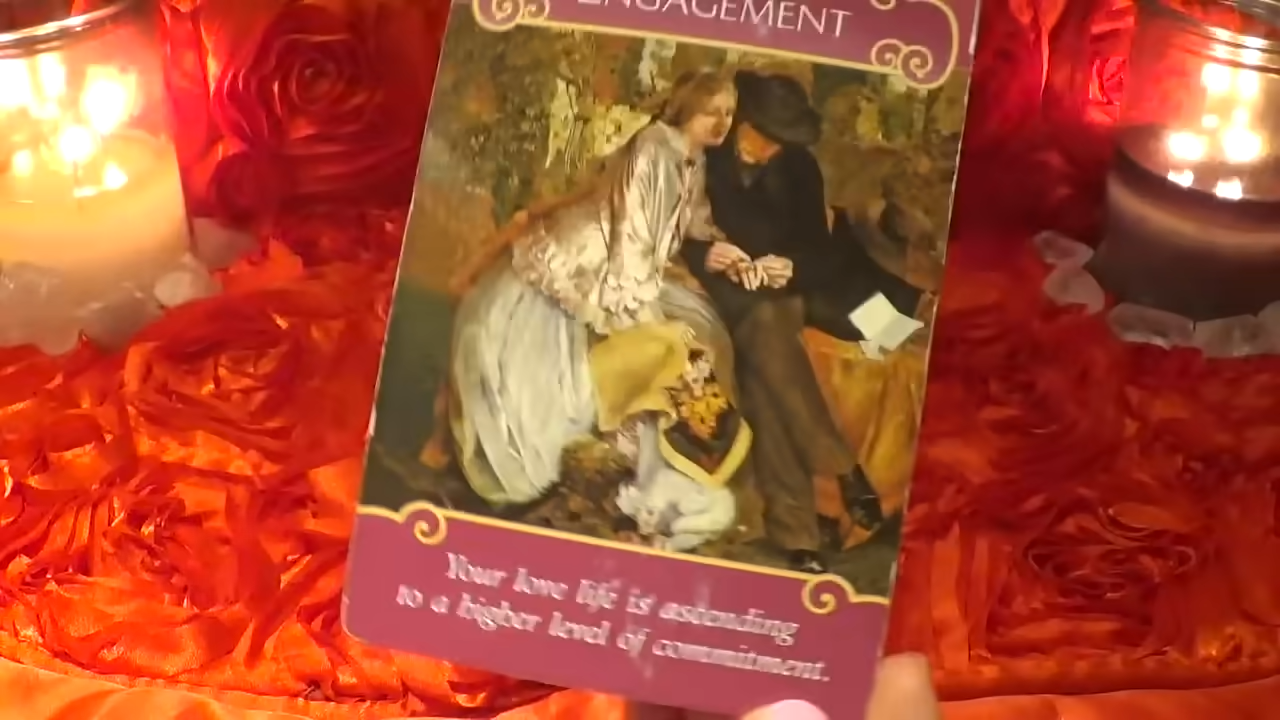 ENGAGEMENT
Your love life is ascending
to a higher level of commitment.